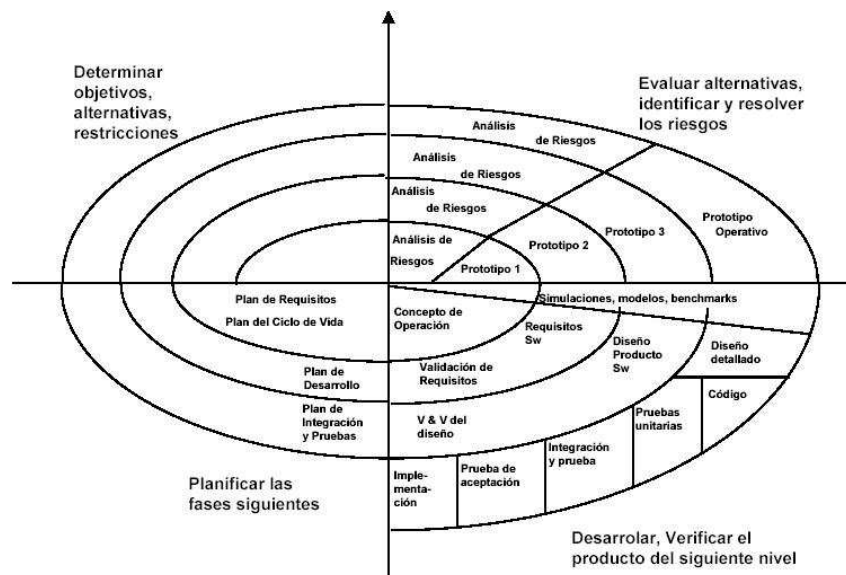 Determinar
objetivos,
alternativas,
restricciones
Evaluar alternativas,
identificar y resolver
los riesgos
Análisis
de Riesgos
Análisis
de Riesgos
Análisis
de Riesgos
Análisis de
Riesgos
Prototipo 1
Prototipo 2
Prototipo 3
Prototipo
Operativo
Simulaciones, modelos, benchmarks
Plan de Requisitos
Plan del Ciclo de Vida
Concepto de
Operación
Requisitos
Sw
Diseño
Producto
Sw
Diseño
detallado
Plan de
Desarrollo
Validación de
Requisitos
Código
Plan de
Integración
y Pruebas
V & V del
diseño
Pruebas
unitarias
Integración
y prueba
Prueba de
aceptación
Imple-
menta-
ción
Planificar las
fases siguientes
Desarrolar, Verificar el
producto del siguiente nivel